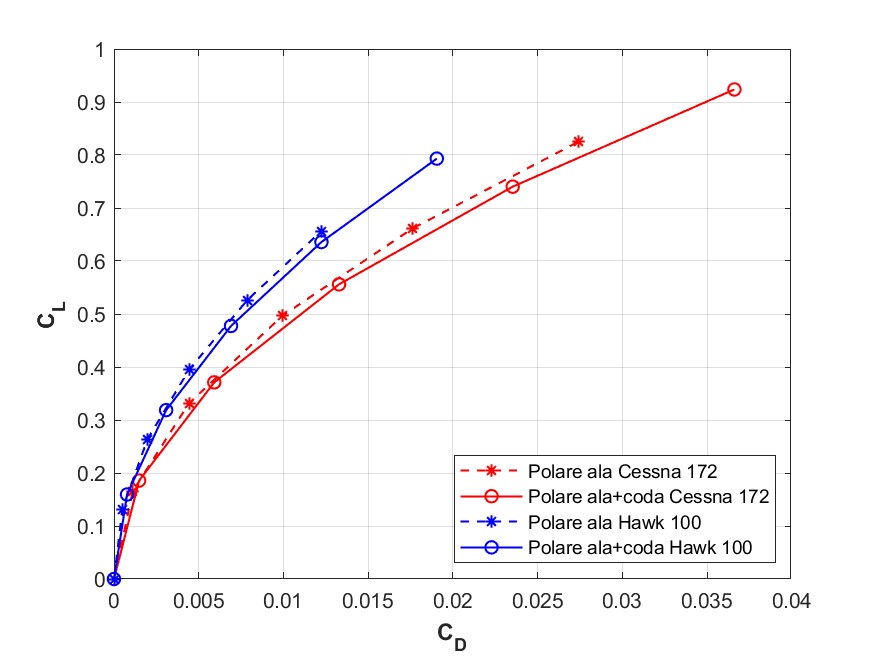 1
0.9
0.8
0.7
0.6
0.5
0.4
0.3
0.2
0.1
0
C_L
0 0.005 0.01 0.015 0.02 0.025 0.03 0.035 0.04
C_D
Polare ala Cessna 172
Polare ala+coda Cessna 172
Polare ala Hawk 100
Polare ala+coda Hawk 100